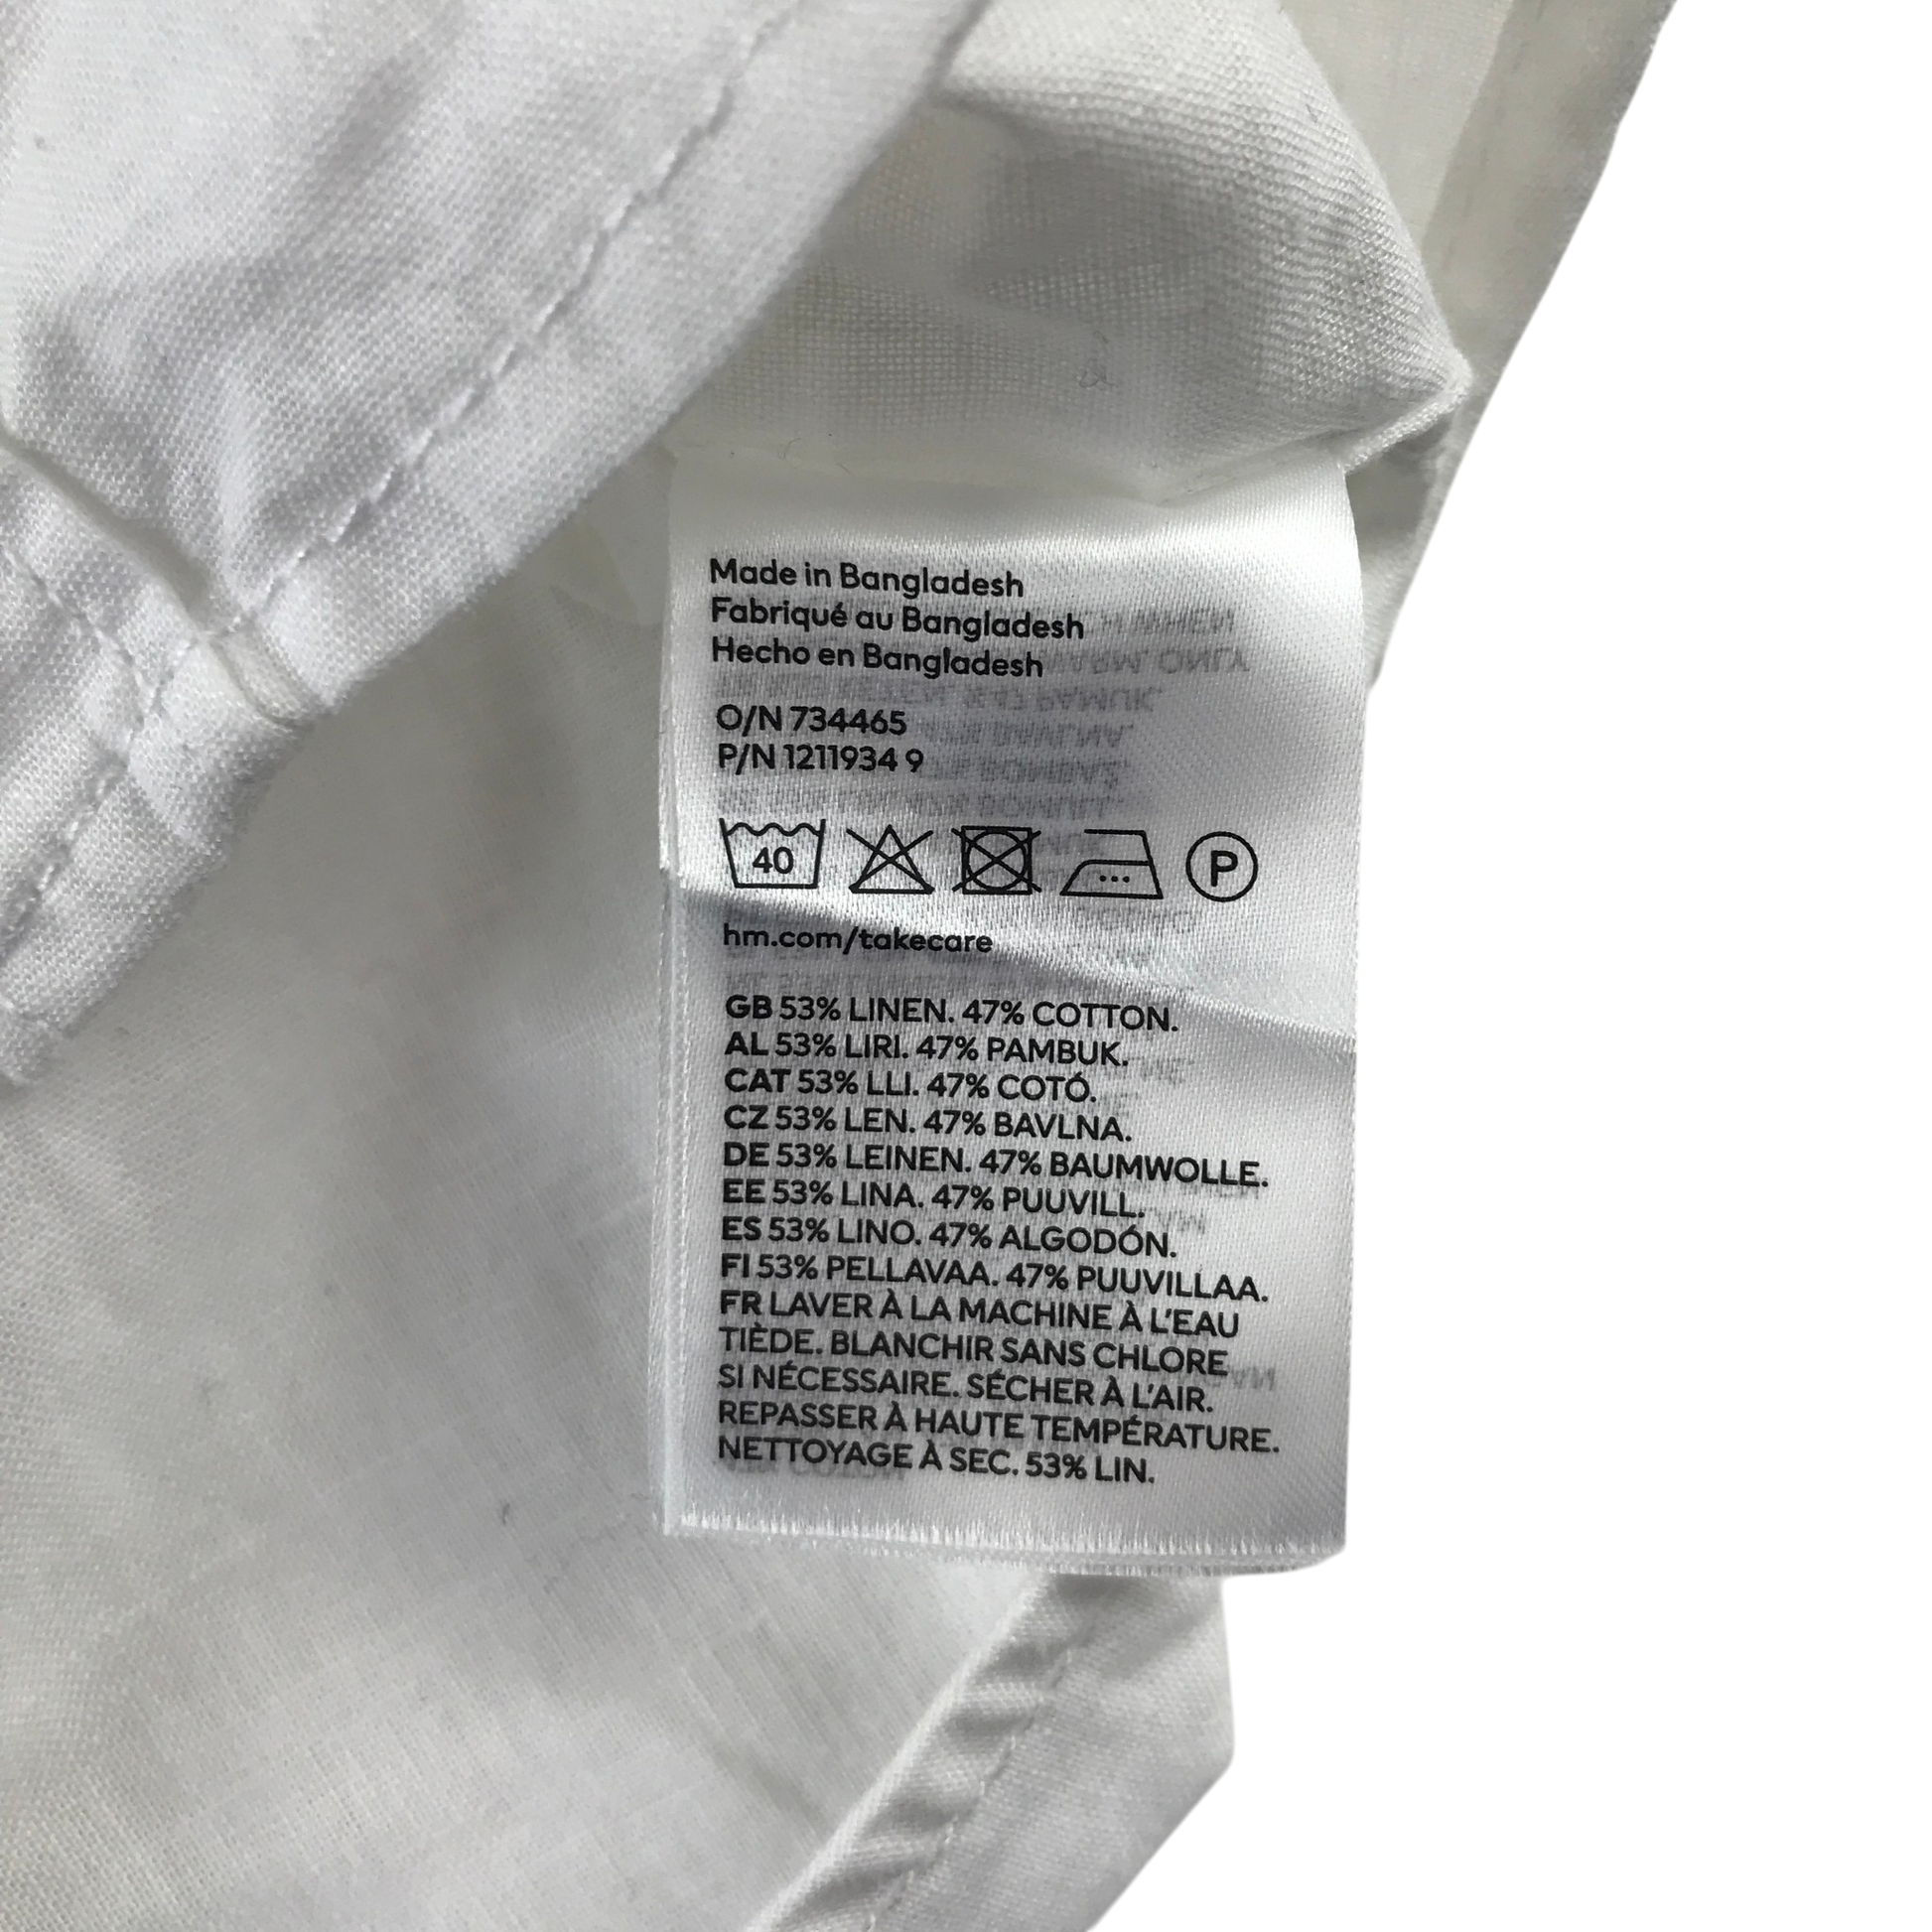 Made in Bangladesh
Fabriqué au Bangladesh
Hecho en Bangladesh
O/N 734465
P/N 1211934 9
40 P
hm.com/takecare
GB 53% LINEN. 47% COTTON.
AL 53% LIRI. 47% PAMBUK.
CAT 53% LLI. 47% COTÓ.
CZ 53% LEN. 47% BAVLNA.
DE 53% LEINEN. 47% BAUMWOLLE.
EE 53% LINA. 47% PUUVILL.
ES 53% LINO. 47% ALGODÓN.
FI 53% PELLAVAA. 47% PUUVILLAA.
FR LAVER À LA MACHINE À L'EAU
TIÈDE. BLANCHIR SANS CHLORE
SI NÉCESSAIRE. SÉCHER À L'AIR.
REPASSER À HAUTE TEMPÉRATURE.
NETTOYAGE À SEC. 53% LIN.